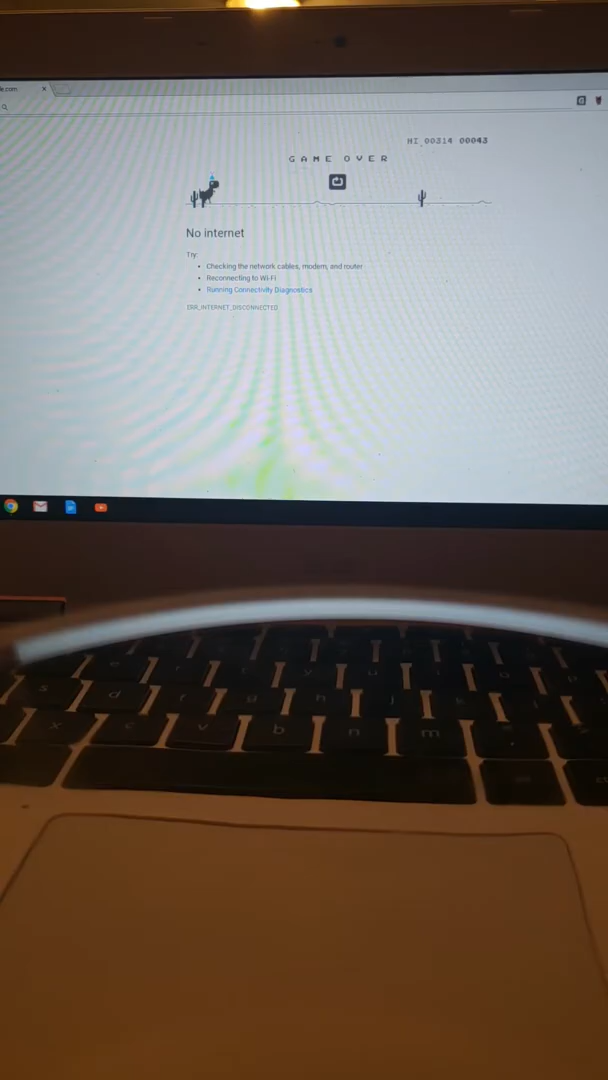 HI 00314 00043
GAME OVER
No internet
Try:
Checking the network cables, modem, and router
Reconnecting to Wi-Fi
Running Connectivity Diagnostics
ERR_INTERNET_DISCONNECTED
s d f g h j k l
x c v b n m